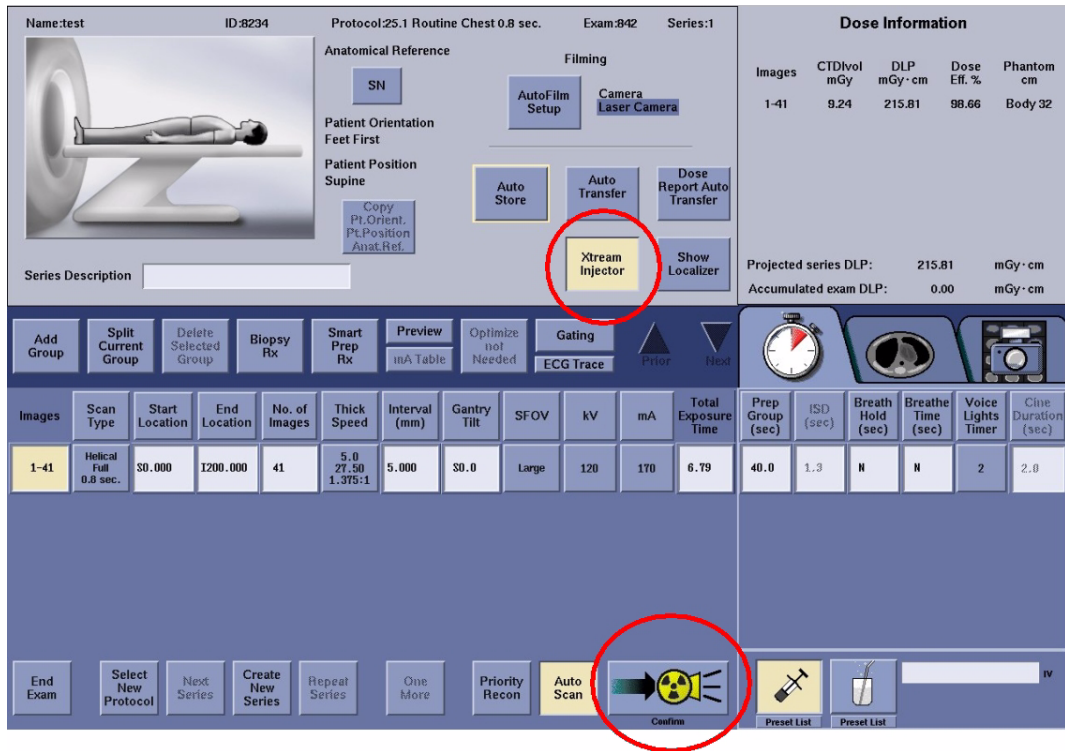 Name:test ID:8234 Protocol:25.1 Routine Chest 0.8 sec. Exam:842 Series:1
Anatomical Reference
SN
Patient Orientation
Feet First
Patient Position
Supine
Copy
Pt.Orient.
Pt.Position
Anat.Ref.
Filming
AutoFilm
Setup
Camera
Laser Camera
Auto
Store
Auto
Transfer
Dose
Report Auto
Transfer
Xtream
Injector
Show
Localizer
Series Description
Dose Information
Images CTDIvol mGy DLP mGy·cm Dose Eff. % Phantom cm
1-41 9.24 215.81 98.66 Body 32
Projected series DLP: 215.81 mGy·cm
Accumulated exam DLP: 0.00 mGy·cm
Add
Group
Split
Current
Group
Delete
Selected
Group
Biopsy
Rx
Smart
Prep
Rx
Preview
mA Table
Optimize
not
Needed
Gating
ECG Trace
Prior
Next
Images
Scan
Type
Start
Location
End
Location
No. of
Images
Thick
Speed
Interval
(mm)
Gantry
Tilt
SFOV
kV
mA
Total
Exposure
Time
Prep
Group
(sec)
ISD
(sec)
Breath
Hold
(sec)
Breathe
Time
(sec)
Voice
Lights
Timer
Cine
Duration
(sec)
1-41
Helical
Full
0.8 sec.
S0.000
I200.000
41
5.0
27.50
1.375:1
5.000
S0.0
Large
120
170
6.79
40.0
1.3
N
N
2
2.0
End
Exam
Select
New
Protocol
Next
Series
Create
New
Series
Repeat
Series
One
More
Priority
Recon
Auto
Scan
Confirm
Preset List
Preset List
IV